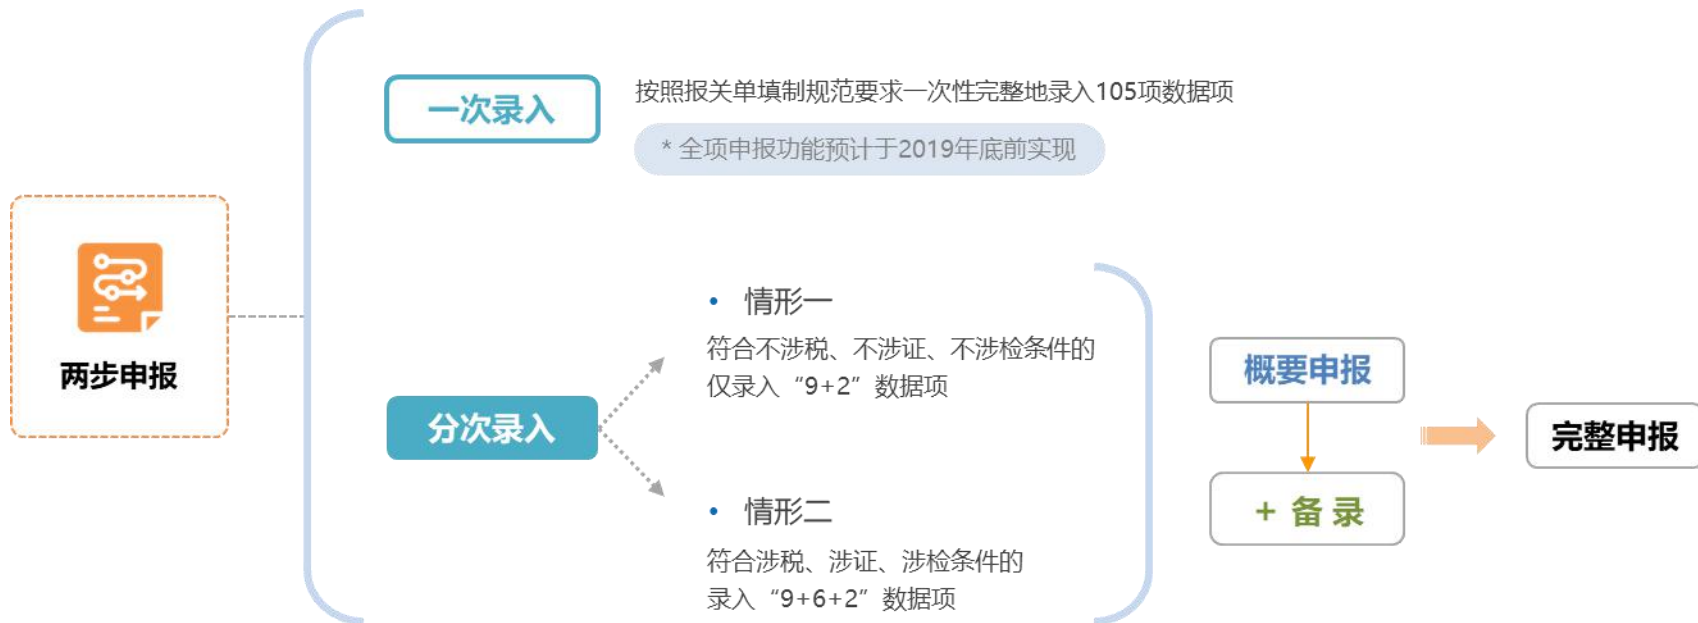 两步申报
一次录入
按照报关单填制规范要求一次性完整地录入105项数据项
* 全项申报功能预计于2019年底前实现
分次录入
• 情形一
符合不涉税、不涉证、不涉检条件的
仅录入“9+2”数据项
• 情形二
符合涉税、涉证、涉检条件的
录入“9+6+2”数据项
概要申报
+ 备 录
完整申报